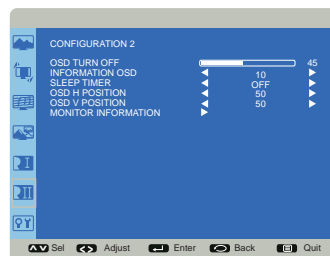 CONFIGURATION 2
OSD TURN OFF 45
INFORMATION OSD 10
SLEEP TIMER OFF
OSD H POSITION 50
OSD V POSITION 50
MONITOR INFORMATION
Sel Adjust Enter Back Quit